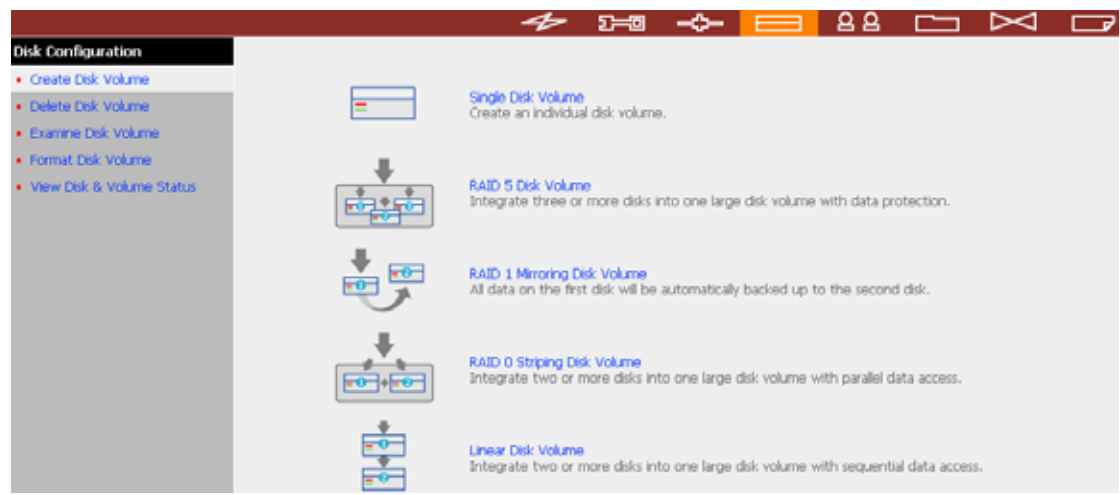 Disk Configuration
Create Disk Volume
Delete Disk Volume
Examine Disk Volume
Format Disk Volume
View Disk & Volume Status
Single Disk Volume
Create an individual disk volume.
RAID 5 Disk Volume
Integrate three or more disks into one large disk volume with data protection.
RAID 1 Mirroring Disk Volume
All data on the first disk will be automatically backed up to the second disk.
RAID 0 Striping Disk Volume
Integrate two or more disks into one large disk volume with parallel data access.
Linear Disk Volume
Integrate two or more disks into one large disk volume with sequential data access.